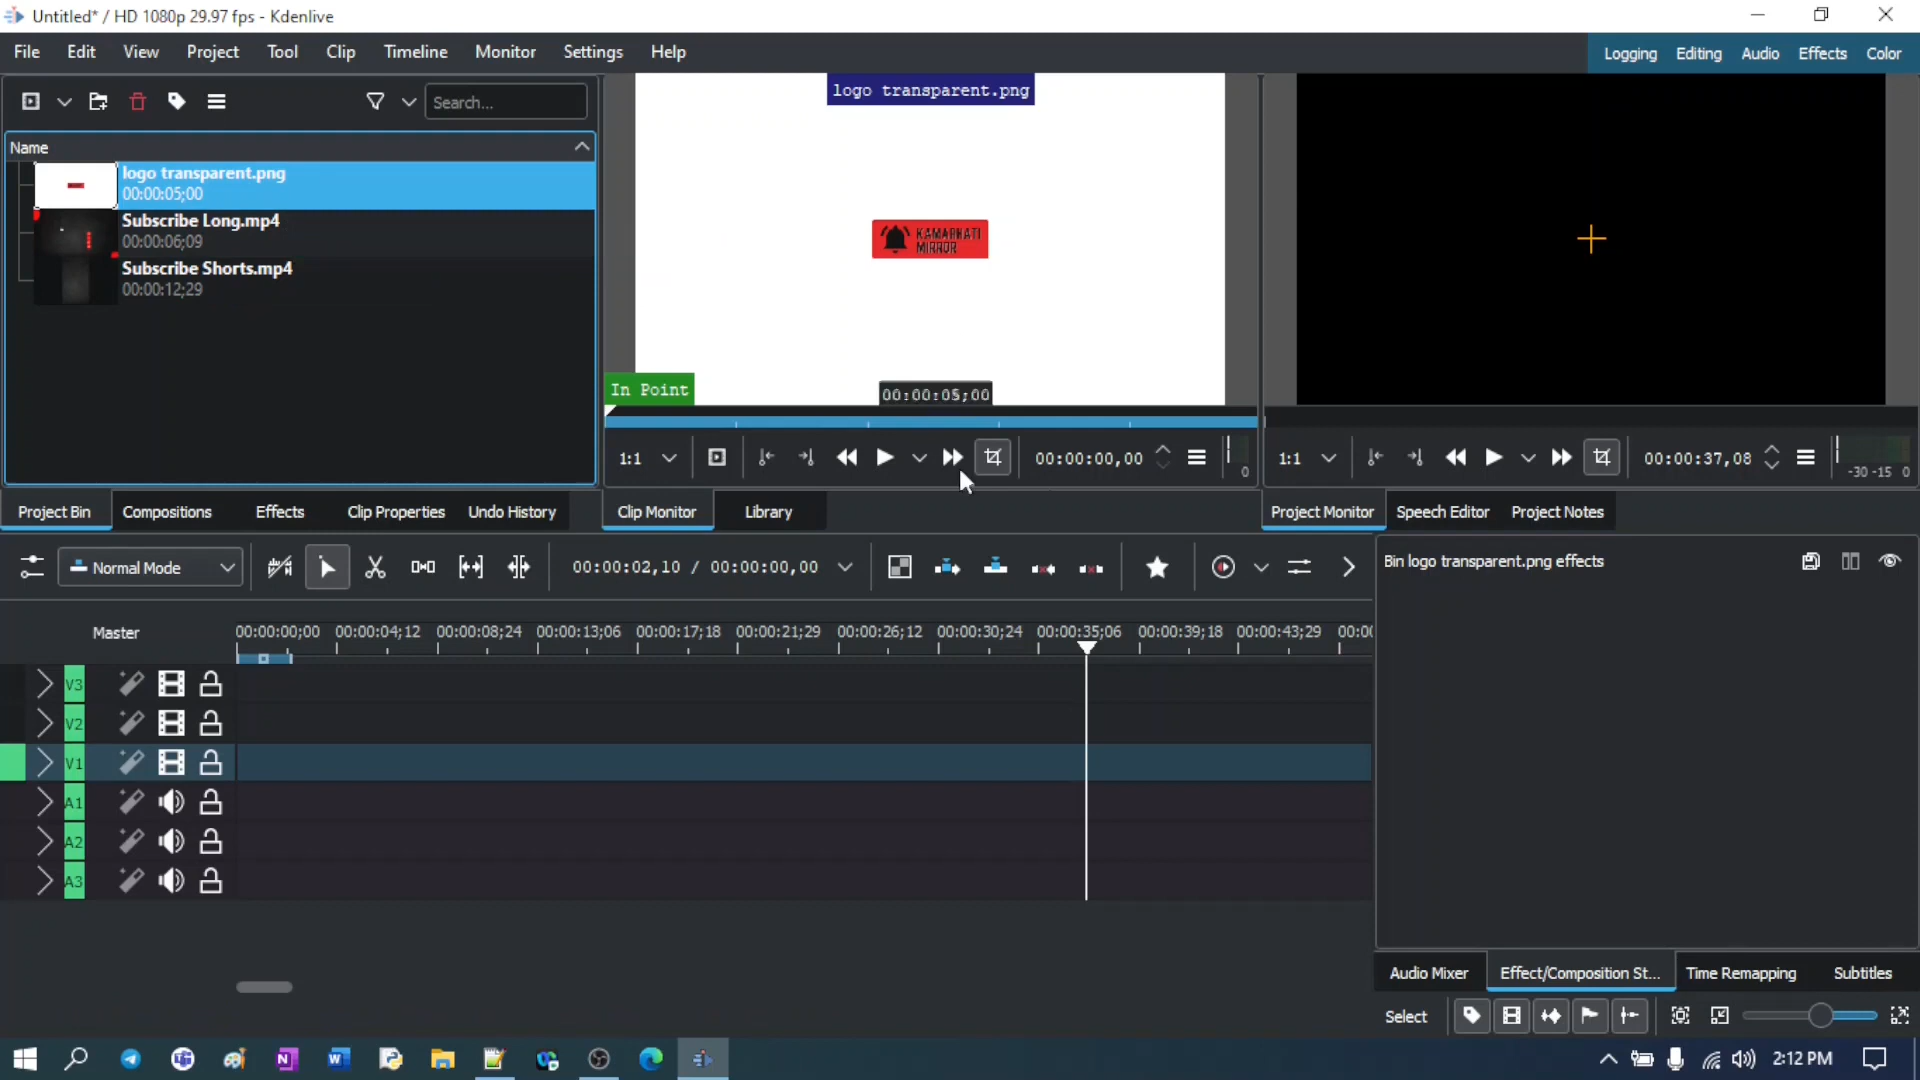 Untitled* / HD 1080p 29.97 fps - Kdenlive
File Edit View Project Tool Clip Timeline Monitor Settings Help
Logging Editing Audio Effects Color
Search...
Name
logo transparent.png
00:00:05;00
Subscribe Long.mp4
00:00:06;09
Subscribe Shorts.mp4
00:00:12;29
logo transparent.png
KAMARHATI
MIRROR
In Point
00:00:05;00
1:1
00:00:00,00
0
1:1
00:00:37,08
-30 -15 0
Project Bin Compositions Effects Clip Properties Undo History
Clip Monitor Library
Project Monitor Speech Editor Project Notes
Normal Mode
00:00:02,10 / 00:00:00,00
Bin logo transparent.png effects
Master
00:00:00;00 00:00:04;12 00:00:08;24 00:00:13;06 00:00:17;18 00:00:21;29 00:00:26;12 00:00:30;24 00:00:35;06 00:00:39;18 00:00:43;29 00:00
V3
V2
V1
A1
A2
A3
Audio Mixer Effect/Composition St... Time Remapping Subtitles
Select
2:12 PM